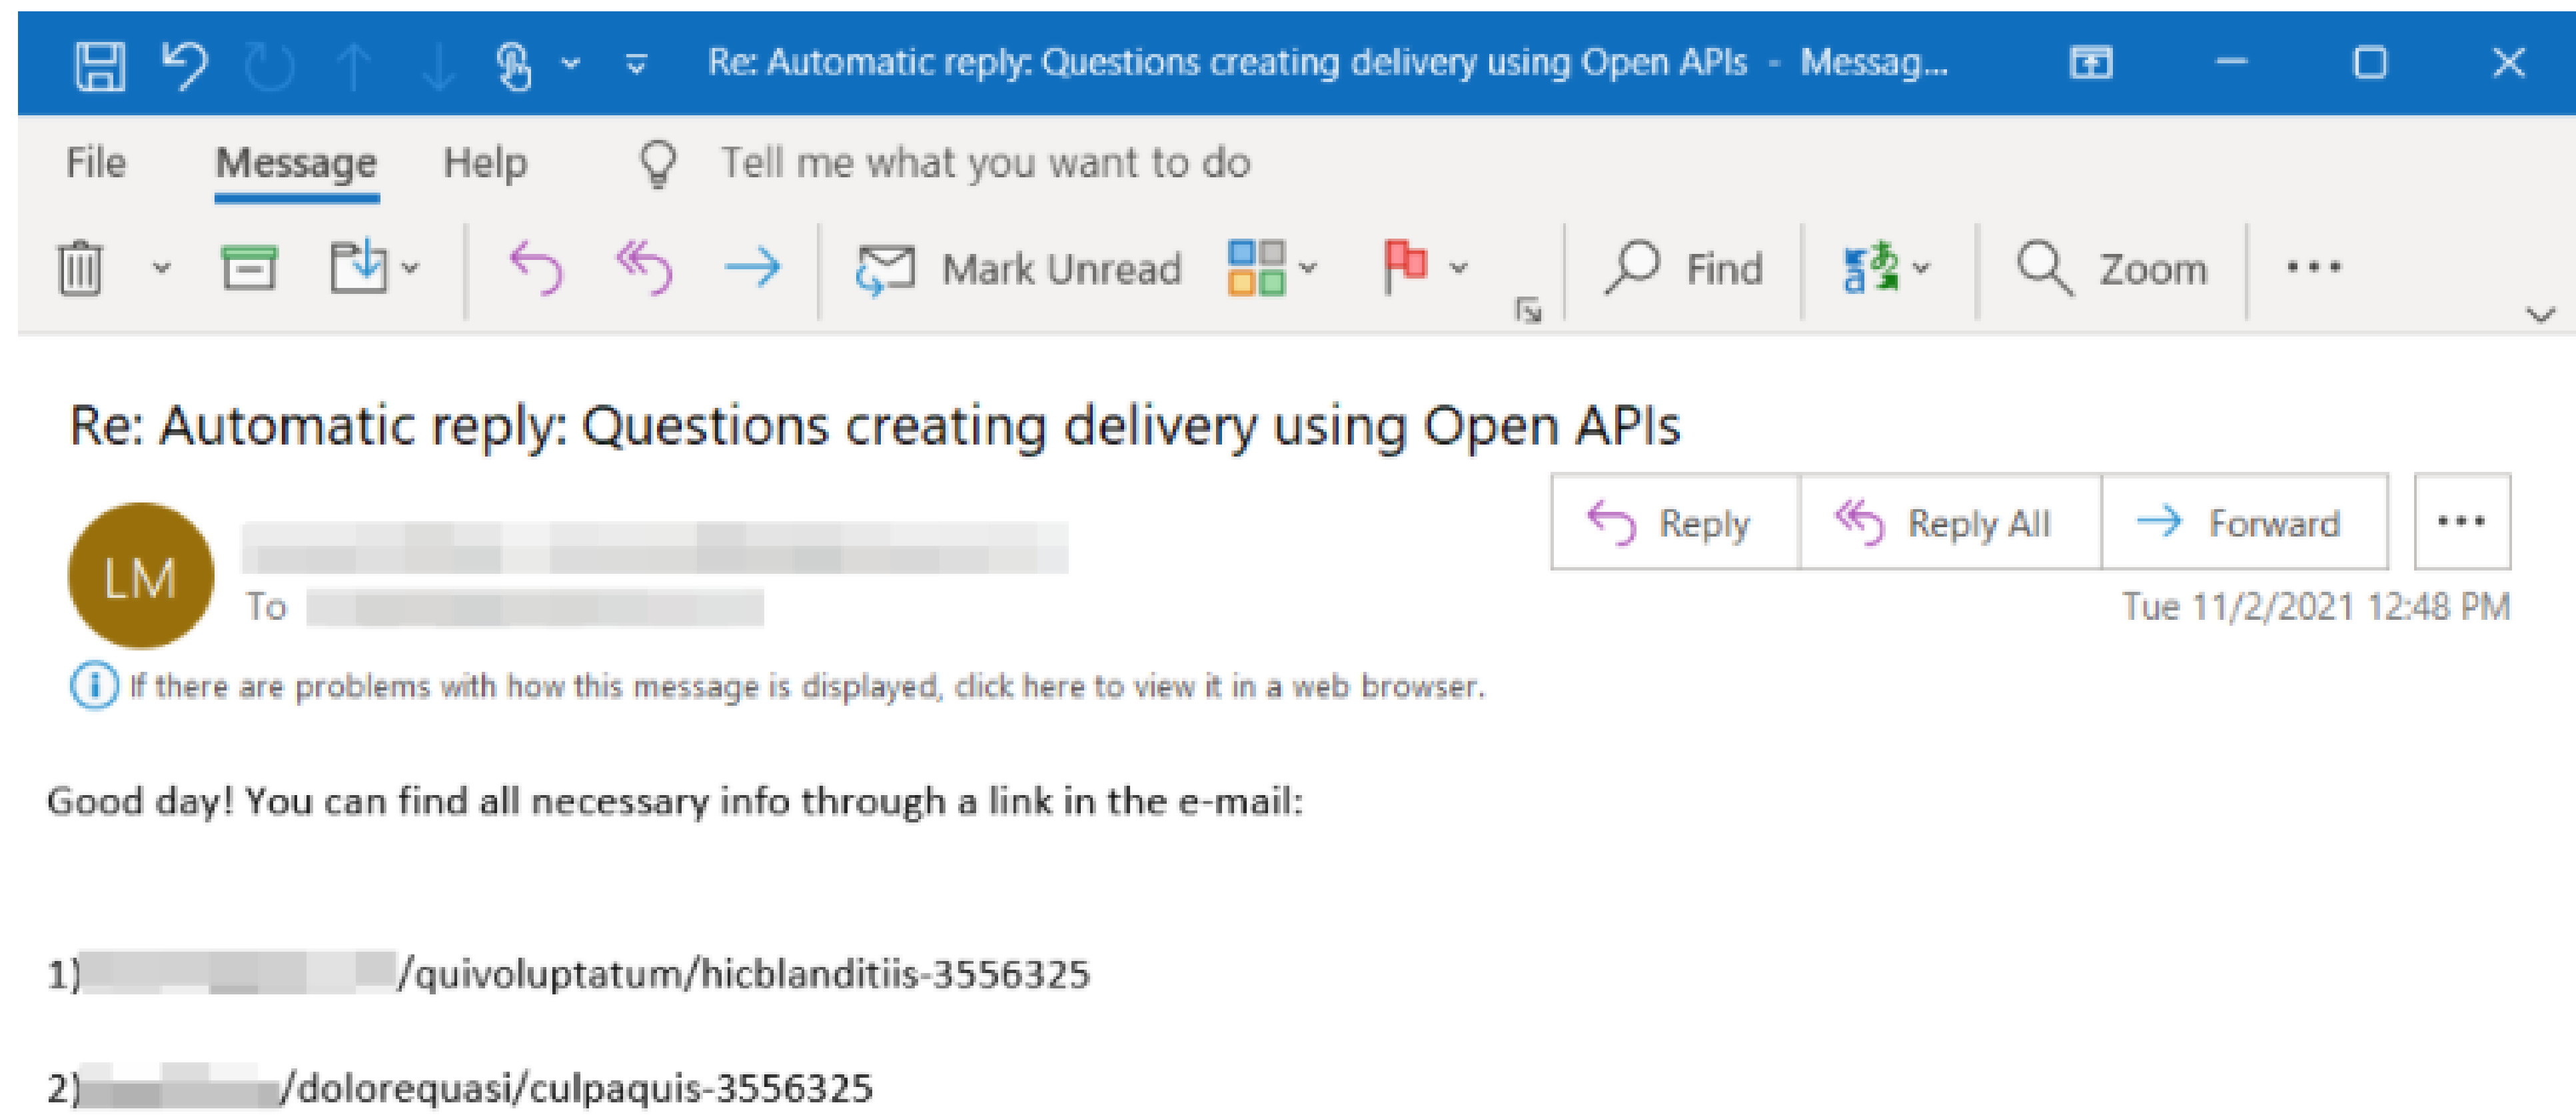 Re: Automatic reply: Questions creating delivery using Open APIs - Messag...
File Message Help Tell me what you want to do
Mark Unread Find Zoom
Re: Automatic reply: Questions creating delivery using Open APIs
Reply Reply All Forward
LM
To
Tue 11/2/2021 12:48 PM
If there are problems with how this message is displayed, click here to view it in a web browser.
Good day! You can find all necessary info through a link in the e-mail:
1) /quivoluptatum/hicblanditiis-3556325
2) /dolorequasi/culpaquis-3556325